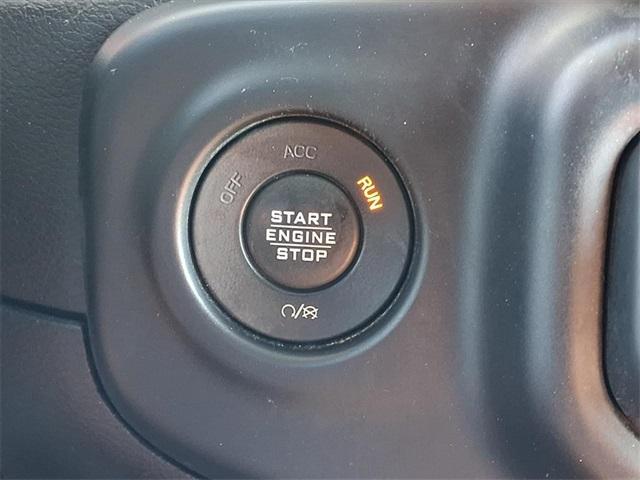 ACC
OFF
RUN
START
ENGINE
STOP